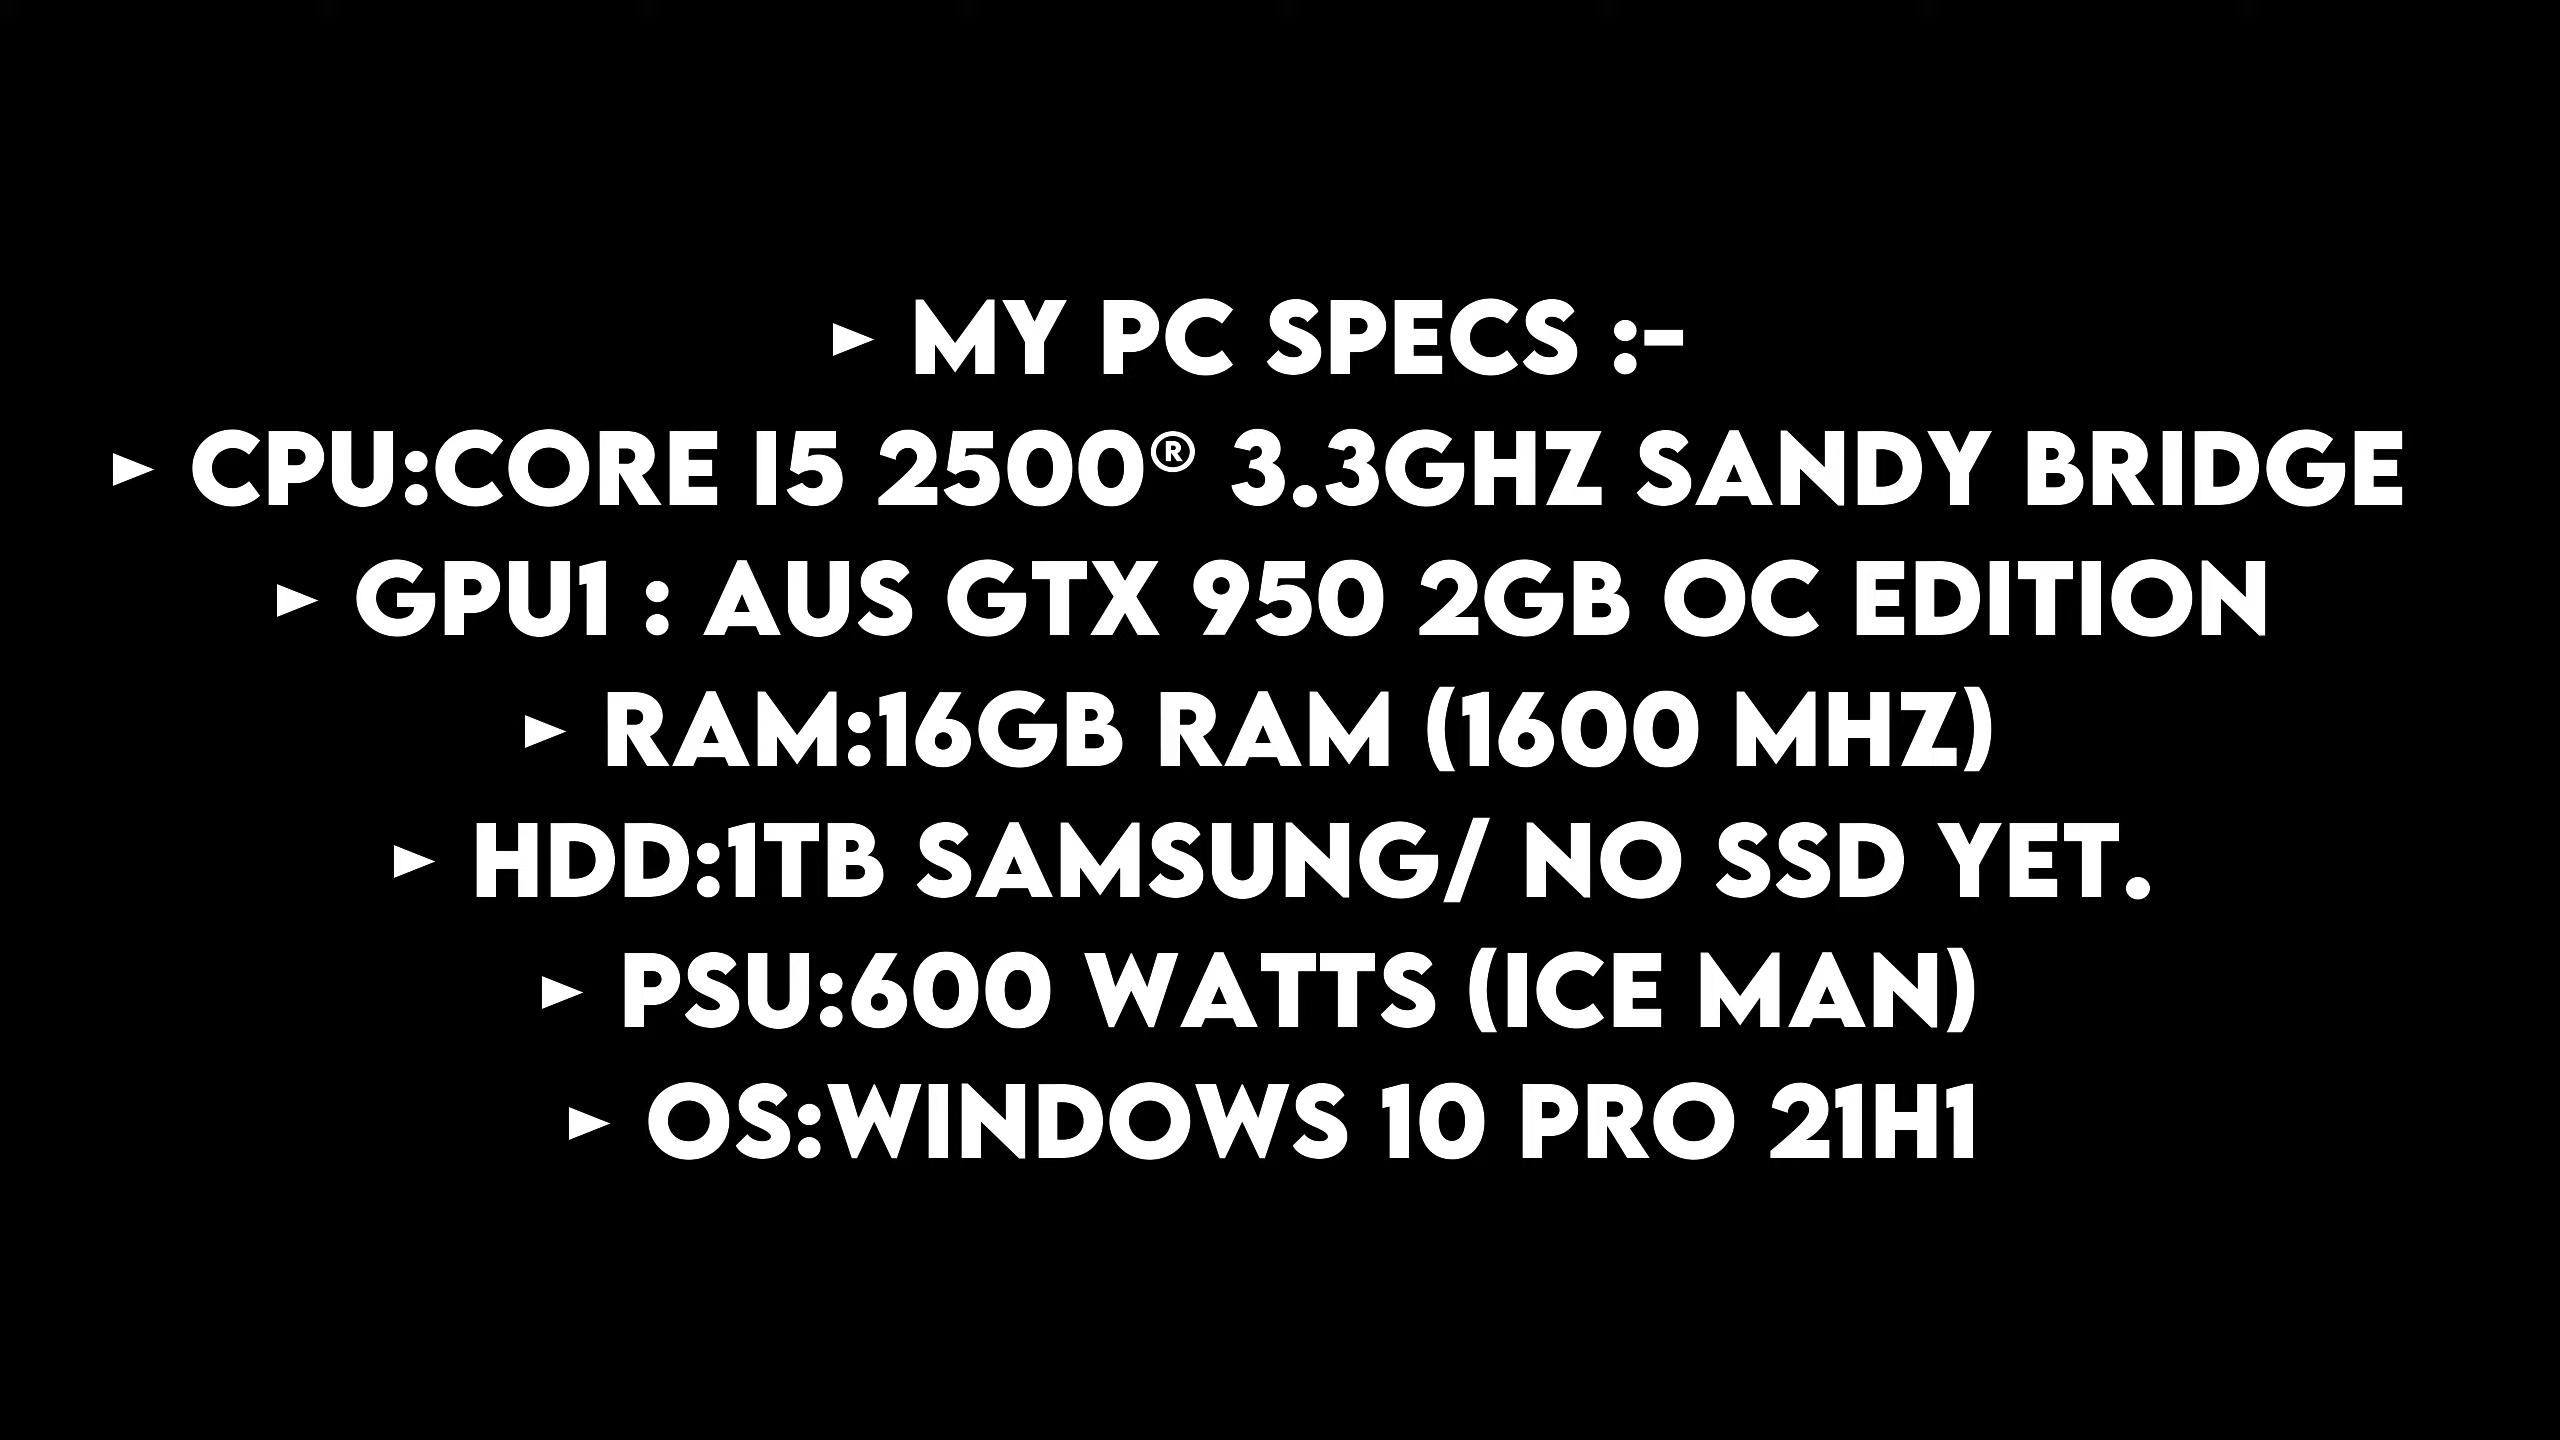 ► MY PC SPECS :-
► CPU:CORE I5 2500® 3.3GHZ SANDY BRIDGE
► GPU1 : AUS GTX 950 2GB OC EDITION
► RAM:16GB RAM (1600 MHZ)
► HDD:1TB SAMSUNG/ NO SSD YET.
► PSU:600 WATTS (ICE MAN)
► OS:WINDOWS 10 PRO 21H1